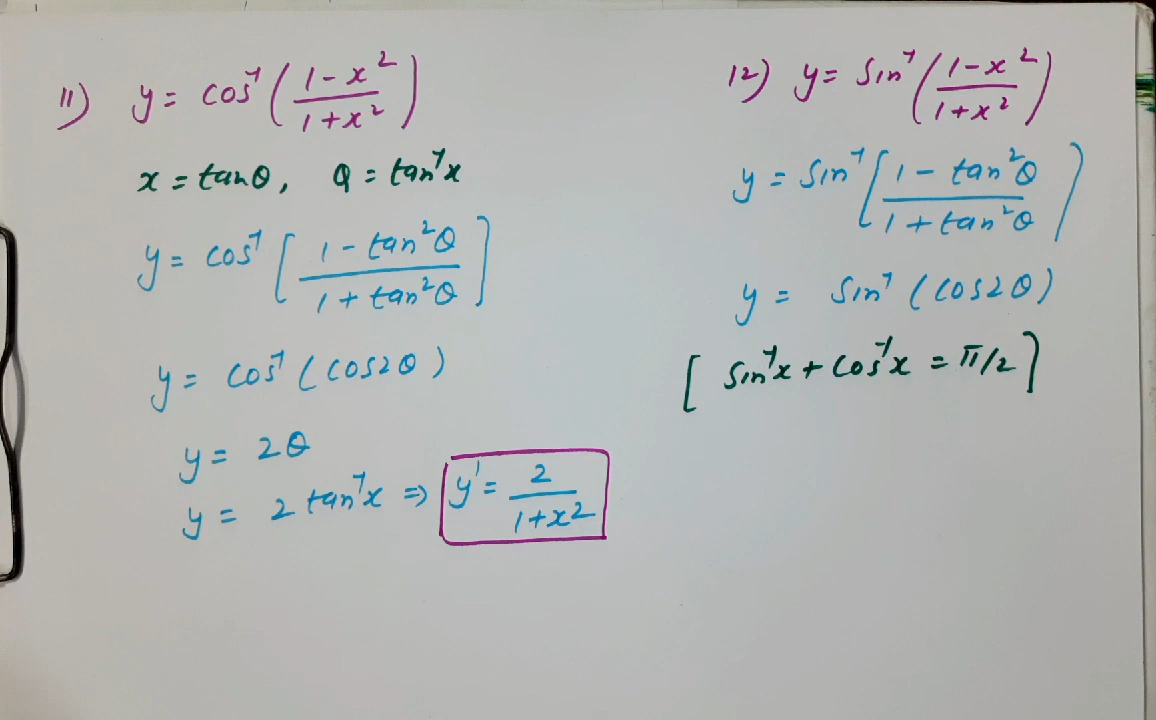 11) y = cos⁻¹ ( (1 - x²) / (1 + x²) )
x = tanθ, θ = tan⁻¹x
y = cos⁻¹ [ (1 - tan²θ) / (1 + tan²θ) ]
y = cos⁻¹ (cos2θ)
y = 2θ
y = 2 tan⁻¹x ⇒ y' = 2 / (1 + x²)
12) y = sin⁻¹ ( (1 - x²) / (1 + x²) )
y = sin⁻¹ [ (1 - tan²θ) / (1 + tan²θ) ]
y = sin⁻¹ (cos2θ)
[ sin⁻¹x + cos⁻¹x = π/2 ]